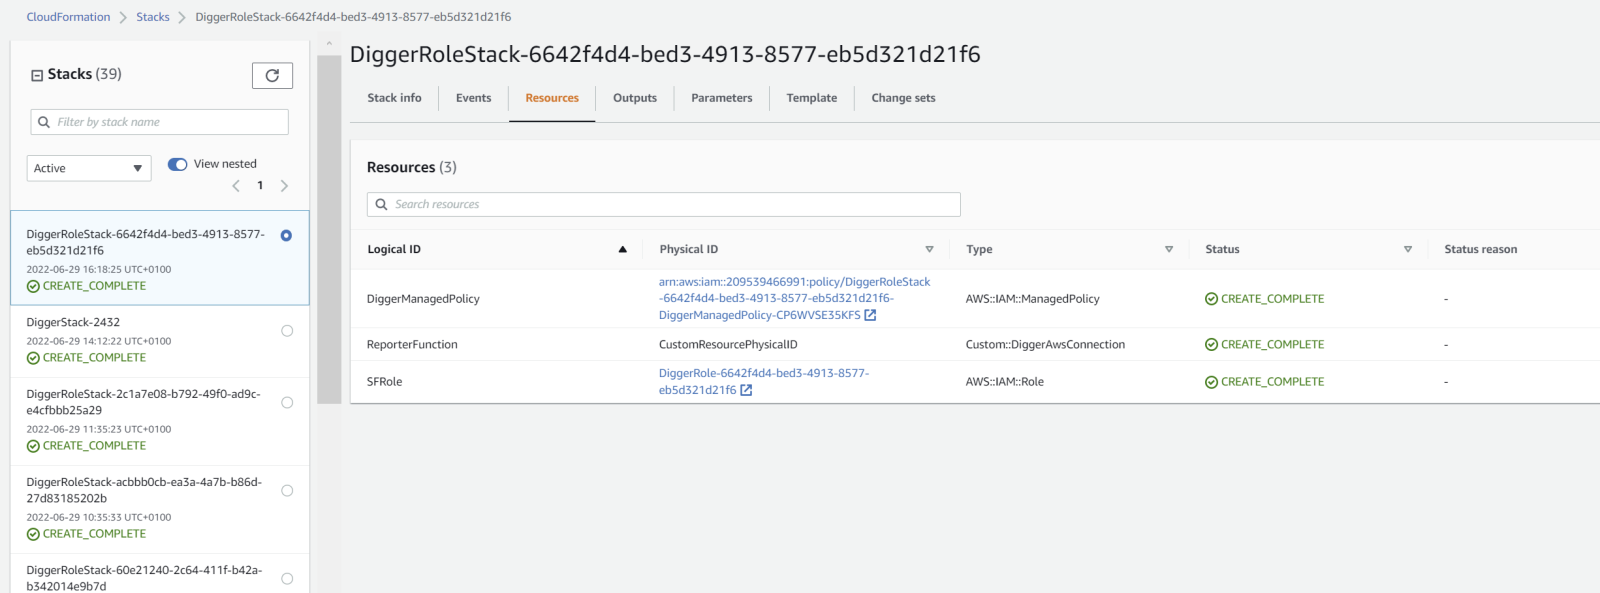 CloudFormation > Stacks > DiggerRoleStack-6642f4d4-bed3-4913-8577-eb5d321d21f6
Stacks (39)
Filter by stack name
Active
View nested
1
DiggerRoleStack-6642f4d4-bed3-4913-8577-
eb5d321d21f6
2022-06-29 16:18:25 UTC+0100
CREATE_COMPLETE
DiggerStack-2432
2022-06-29 14:12:22 UTC+0100
CREATE_COMPLETE
DiggerRoleStack-2c1a7e08-b792-49f0-ad9c-
e4cfbbb25a29
2022-06-29 11:35:23 UTC+0100
CREATE_COMPLETE
DiggerRoleStack-acbbb0cb-ea3a-4a7b-b86d-
27d83185202b
2022-06-29 10:35:33 UTC+0100
CREATE_COMPLETE
DiggerRoleStack-60e21240-2c64-411f-b42a-
b342014e9b7d
DiggerRoleStack-6642f4d4-bed3-4913-8577-eb5d321d21f6
Stack info Events Resources Outputs Parameters Template Change sets
Resources (3)
Search resources
Logical ID Physical ID Type Status Status reason
DiggerManagedPolicy arn:aws:iam::209539466991:policy/DiggerRoleStack
-6642f4d4-bed3-4913-8577-eb5d321d21f6-
DiggerManagedPolicy-CP6WVSE35KFS AWS::IAM::ManagedPolicy CREATE_COMPLETE -
ReporterFunction CustomResourcePhysicalID Custom::DiggerAwsConnection CREATE_COMPLETE -
SFRole DiggerRole-6642f4d4-bed3-4913-8577-
eb5d321d21f6 AWS::IAM::Role CREATE_COMPLETE -